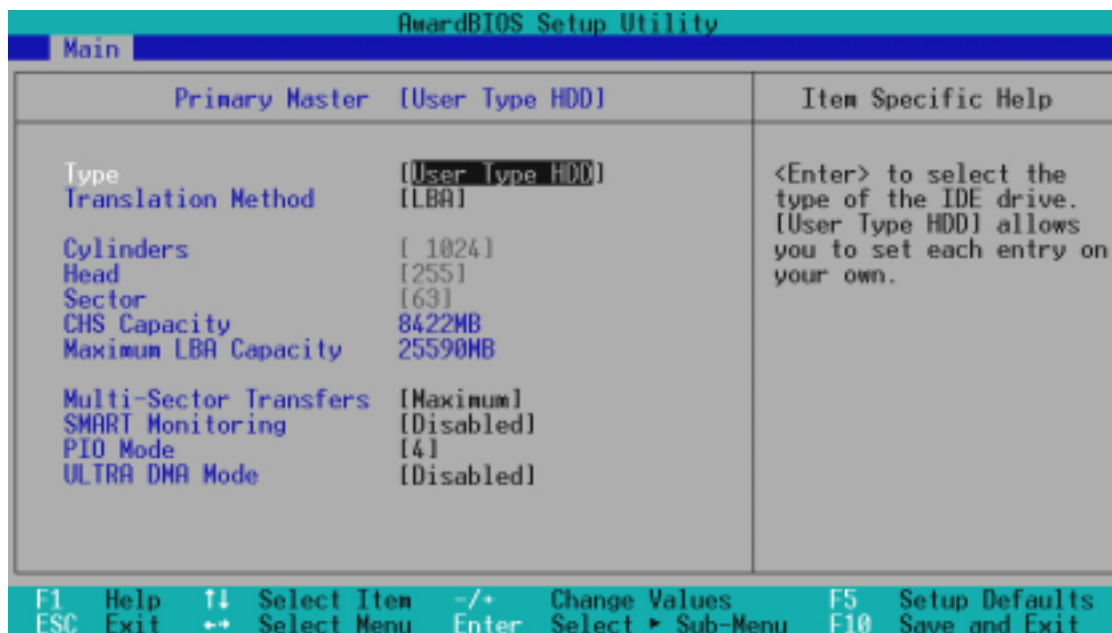 AwardBIOS Setup Utility
Main
Primary Master [User Type HDD]
Item Specific Help
Type [User Type HDD]
Translation Method [LBA]
Cylinders [ 1024]
Head [255]
Sector [63]
CHS Capacity 8422MB
Maximum LBA Capacity 25590MB
Multi-Sector Transfers [Maximum]
SMART Monitoring [Disabled]
PIO Mode [4]
ULTRA DMA Mode [Disabled]
<Enter> to select the
type of the IDE drive.
[User Type HDD] allows
you to set each entry on
your own.
F1 Help ↑↓ Select Item -/+ Change Values F5 Setup Defaults
ESC Exit ←→ Select Menu Enter Select ► Sub-Menu F10 Save and Exit